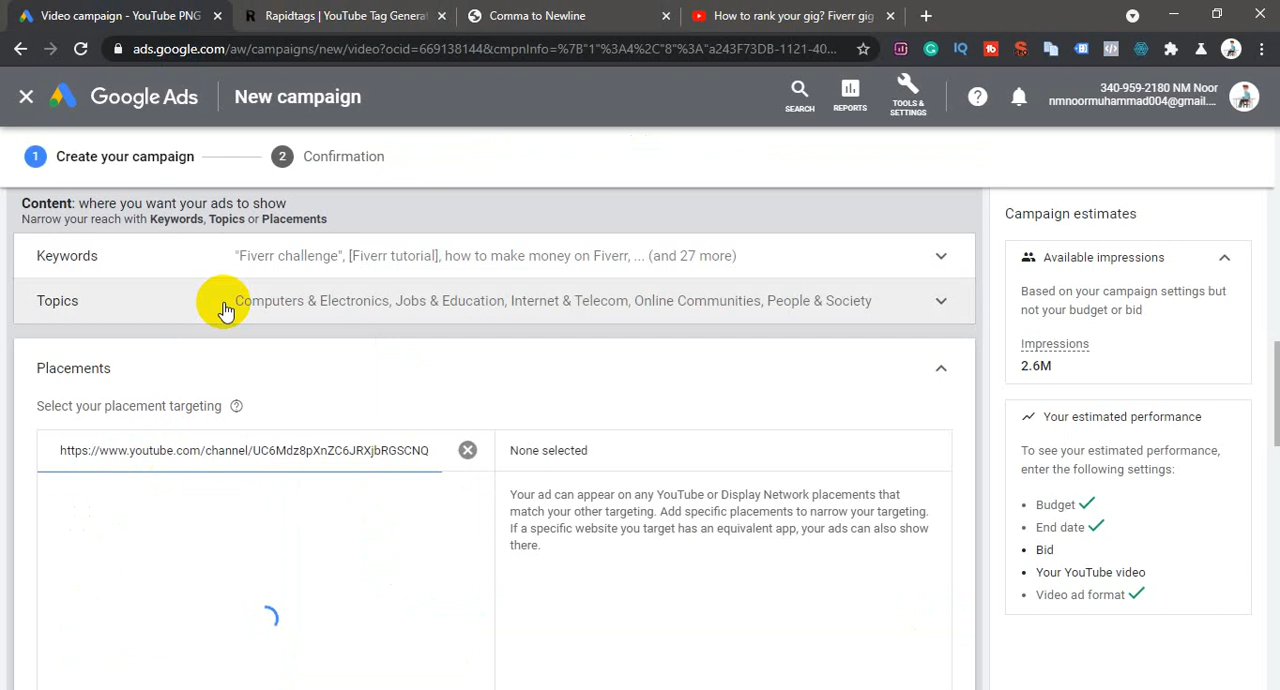 Video campaign - YouTube PNG
Rapidtags | YouTube Tag Genera
Comma to Newline
How to rank your gig? Fiverr gig
ads.google.com/aw/campaigns/new/video?ocid=669138144&cmpnInfo=%7B"1"%3A4%2C"8"%3A"a243F73DB-1121-40...
Google Ads
New campaign
SEARCH
REPORTS
TOOLS &
SETTINGS
340-959-2180 NM Noor
nmnoormuhammad004@gmail....
1 Create your campaign
2 Confirmation
Content: where you want your ads to show
Narrow your reach with Keywords, Topics or Placements
Keywords "Fiverr challenge", [Fiverr tutorial], how to make money on Fiverr, ... (and 27 more)
Topics Computers & Electronics, Jobs & Education, Internet & Telecom, Online Communities, People & Society
Placements
Select your placement targeting
https://www.youtube.com/channel/UC6Mdz8pXnZC6JRXjbRGSCNQ
None selected
Your ad can appear on any YouTube or Display Network placements that
match your other targeting. Add specific placements to narrow your targeting.
If a specific website you target has an equivalent app, your ads can also show
there.
Campaign estimates
Available impressions
Based on your campaign settings but
not your budget or bid
Impressions
2.6M
Your estimated performance
To see your estimated performance,
enter the following settings:
• Budget
• End date
• Bid
• Your YouTube video
• Video ad format